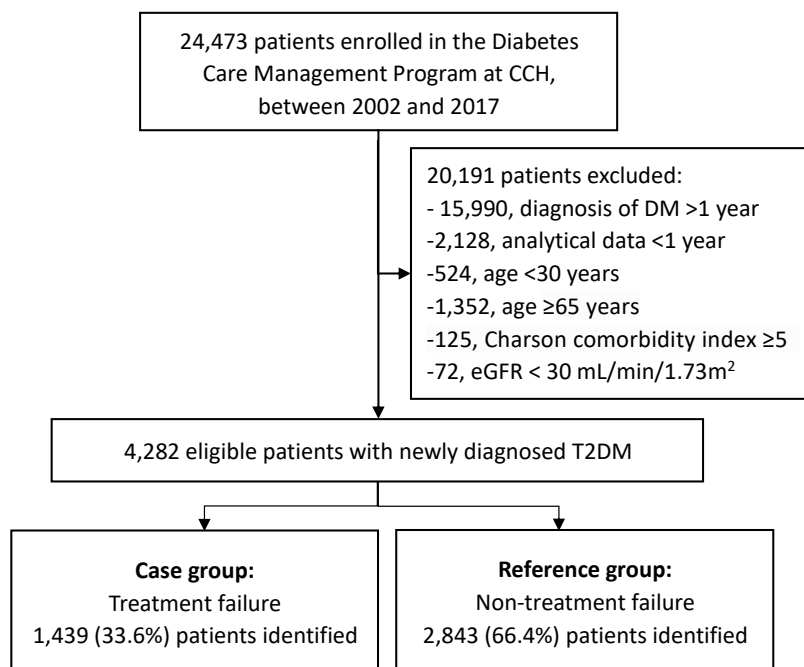 24,473 patients enrolled in the Diabetes
Care Management Program at CCH,
between 2002 and 2017
20,191 patients excluded:
- 15,990, diagnosis of DM >1 year
-2,128, analytical data <1 year
-524, age <30 years
-1,352, age ≥65 years
-125, Charson comorbidity index ≥5
-72, eGFR < 30 mL/min/1.73m²
4,282 eligible patients with newly diagnosed T2DM
Case group:
Treatment failure
1,439 (33.6%) patients identified
Reference group:
Non-treatment failure
2,843 (66.4%) patients identified